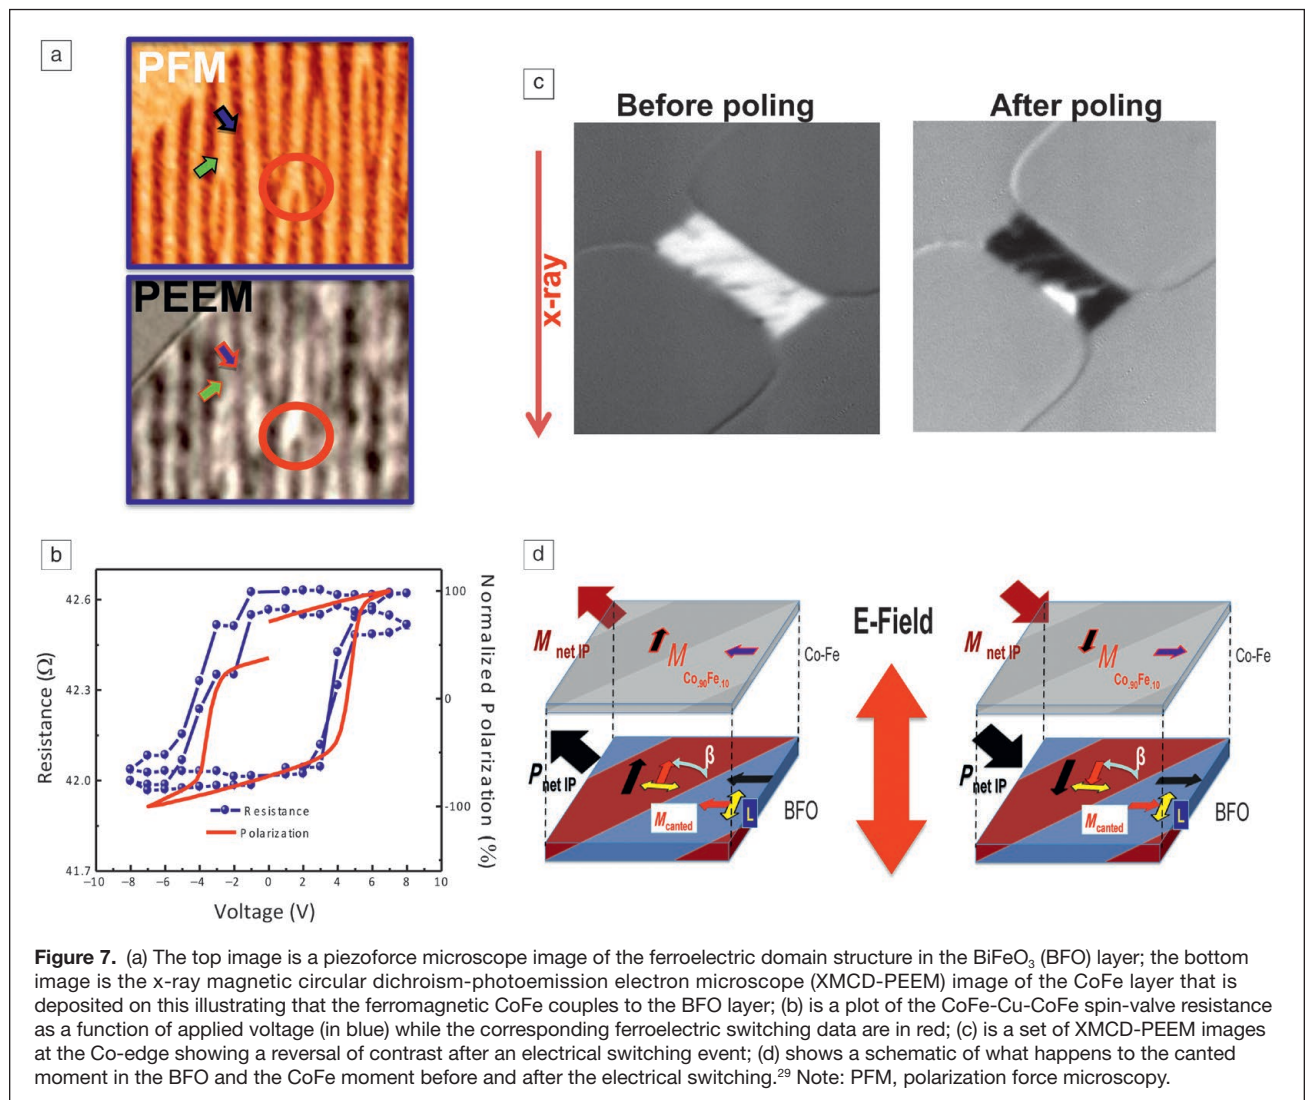 a
PFM
PEEM
c
Before poling
After poling
x-ray
b
Resistance (Ω)
42.6
42.3
42.0
41.7
−10
−8
−6
−4
−2
0
2
4
6
8
10
Voltage (V)
100
0
-100
Normalized Polarization (%)
Resistance
Polarization
d
M net IP
M Co.90Fe.10
Co-Fe
P net IP
β
M canted
L
BFO
E-Field
M net IP
M Co.90Fe.10
Co-Fe
P net IP
β
M canted
L
BFO
Figure 7. (a) The top image is a piezoforce microscope image of the ferroelectric domain structure in the BiFeO₃ (BFO) layer; the bottom
image is the x-ray magnetic circular dichroism-photoemission electron microscope (XMCD-PEEM) image of the CoFe layer that is
deposited on this illustrating that the ferromagnetic CoFe couples to the BFO layer; (b) is a plot of the CoFe-Cu-CoFe spin-valve resistance
as a function of applied voltage (in blue) while the corresponding ferroelectric switching data are in red; (c) is a set of XMCD-PEEM images
at the Co-edge showing a reversal of contrast after an electrical switching event; (d) shows a schematic of what happens to the canted
moment in the BFO and the CoFe moment before and after the electrical switching.²⁹ Note: PFM, polarization force microscopy.